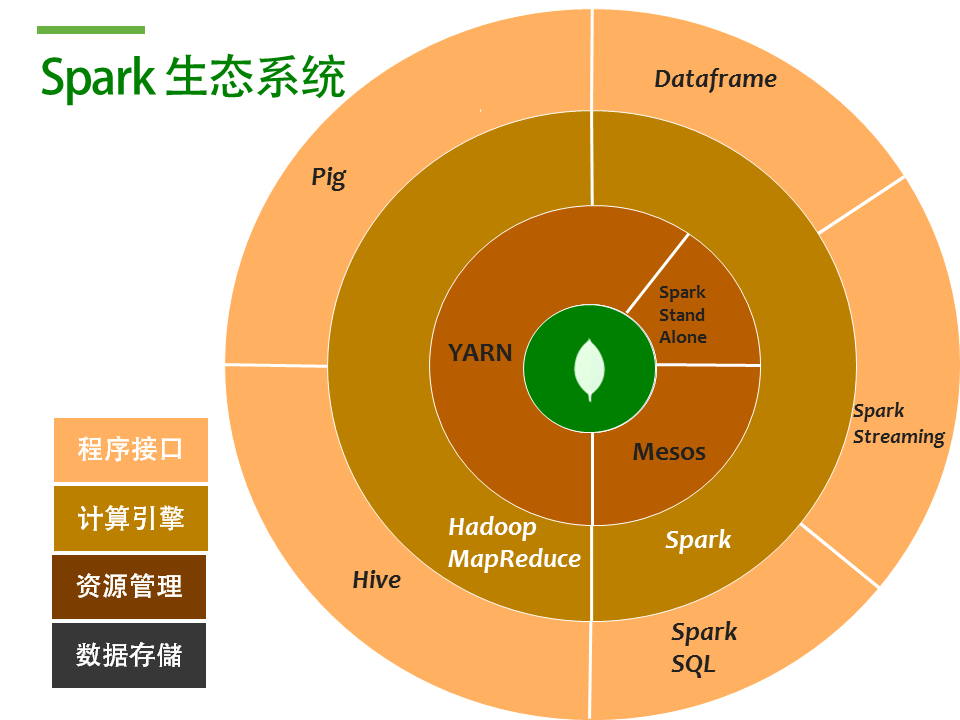 Spark 生态系统
Dataframe
Pig
Spark
Stand
Alone
YARN
Spark
Streaming
Mesos
程序接口
计算引擎
资源管理
数据存储
Hadoop
MapReduce
Spark
Hive
Spark
SQL